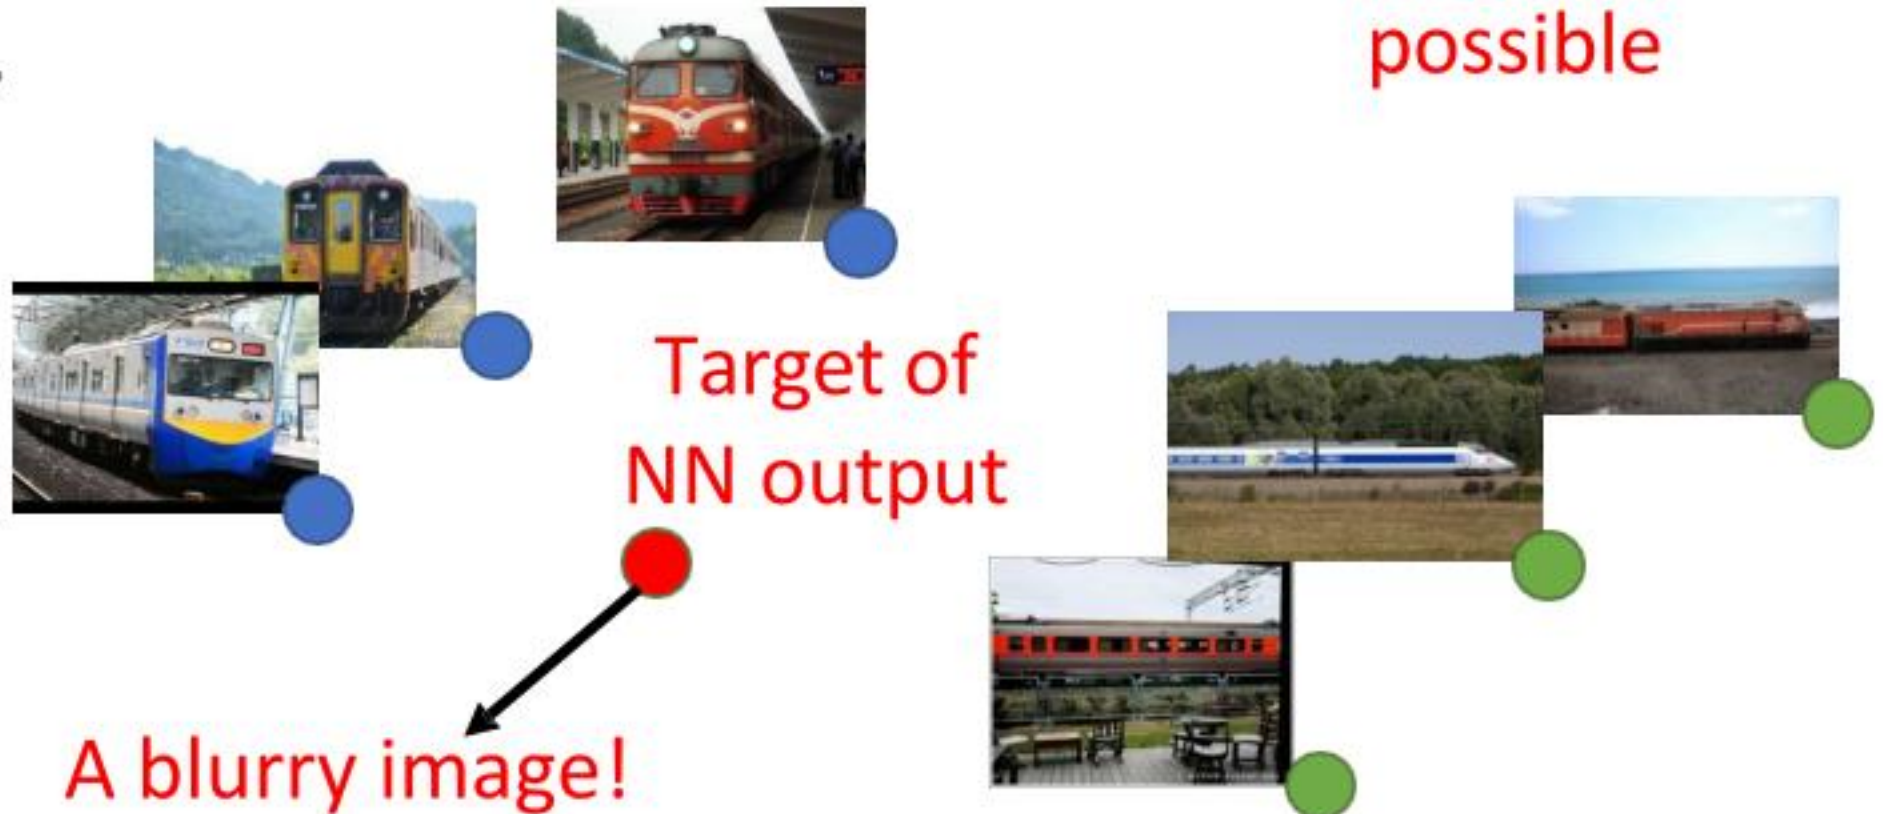 possible
Target of
NN output
A blurry image!